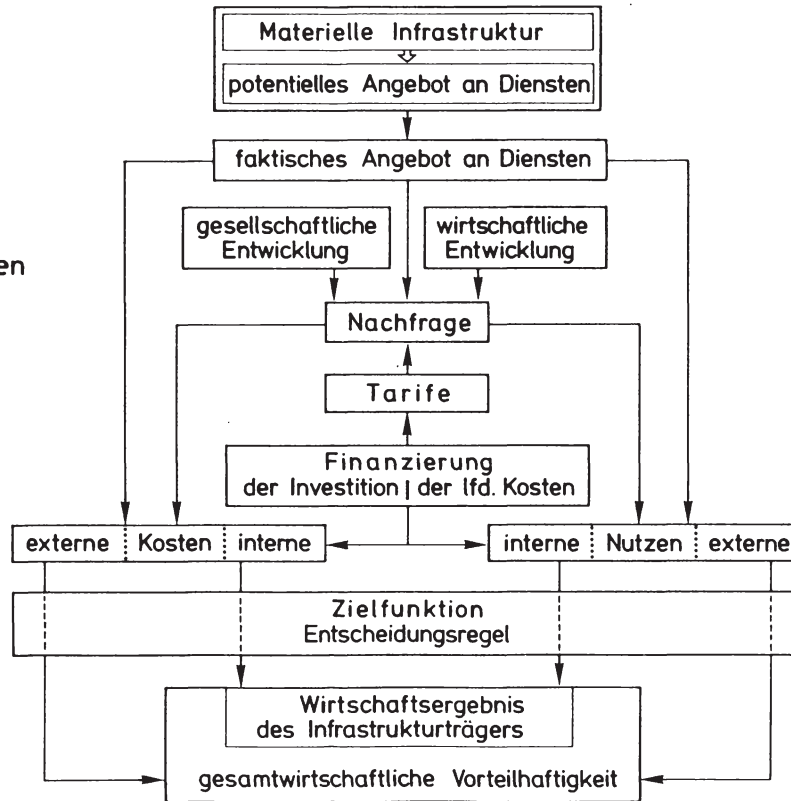 Materielle Infrastruktur
potentielles Angebot an Diensten
faktisches Angebot an Diensten
gesellschaftliche
Entwicklung
wirtschaftliche
Entwicklung
en
Nachfrage
Tarife
Finanzierung
der Investition | der lfd. Kosten
externe Kosten interne
interne Nutzen externe
Zielfunktion
Entscheidungsregel
Wirtschaftsergebnis
des Infrastrukturträgers
gesamtwirtschaftliche Vorteilhaftigkeit